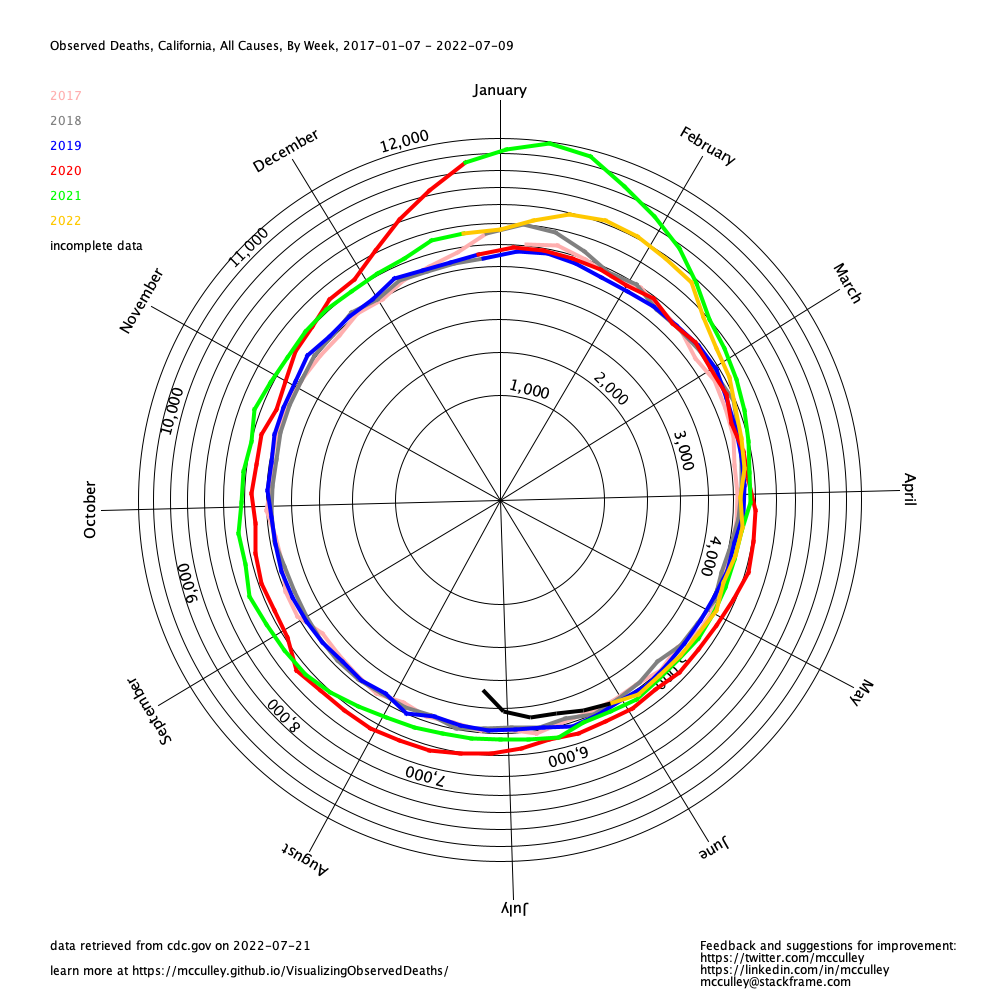 Observed Deaths, California, All Causes, By Week, 2017-01-07 - 2022-07-09
2017
2018
2019
2020
2021
2022
incomplete data
January
February
March
April
May
June
July
August
September
October
November
December
1,000
2,000
3,000
4,000
6,000
7,000
8,000
9,000
10,000
11,000
12,000
data retrieved from cdc.gov on 2022-07-21
learn more at https://mcculley.github.io/VisualizingObservedDeaths/
Feedback and suggestions for improvement:
https://twitter.com/mcculley
https://linkedin.com/in/mcculley
mcculley@stackframe.com